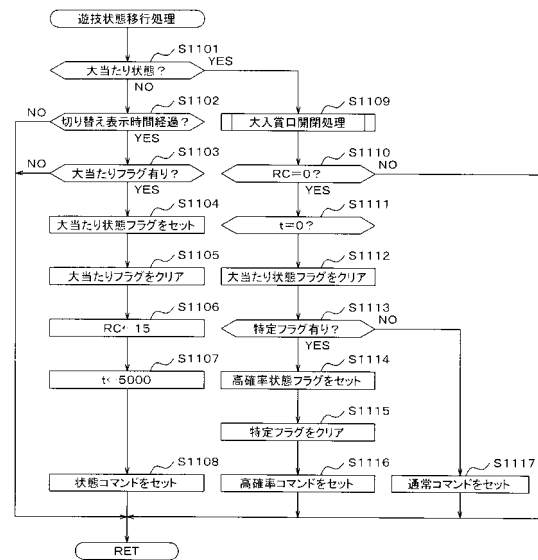 遊技状態移行処理
S1101
大当たり状態?
YES
NO
S1102
NO
切り替え表示時間経過?
YES
S1103
NO
大当たりフラグ有り?
YES
S1104
大当たり状態フラグをセット
S1105
大当たりフラグをクリア
S1106
RC←15
S1107
t←5000
S1108
状態コマンドをセット
S1109
大入賞口開閉処理
S1110
RC=0?
NO
YES
S1111
t=0?
S1112
大当たり状態フラグをクリア
S1113
特定フラグ有り?
NO
YES
S1114
高確率状態フラグをセット
S1115
特定フラグをクリア
S1116
高確率コマンドをセット
S1117
通常コマンドをセット
RET